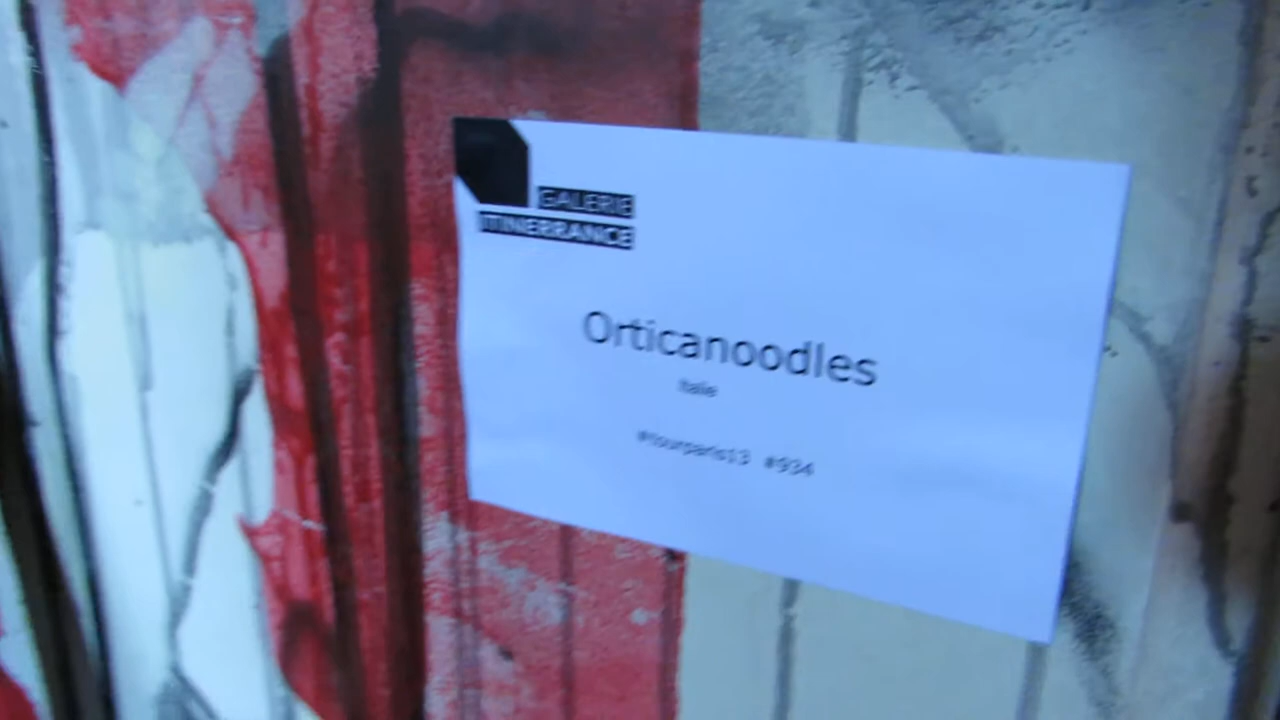 GALERIE
ITINERRANCE
Orticanoodles
Italie
#tourparis13 #934